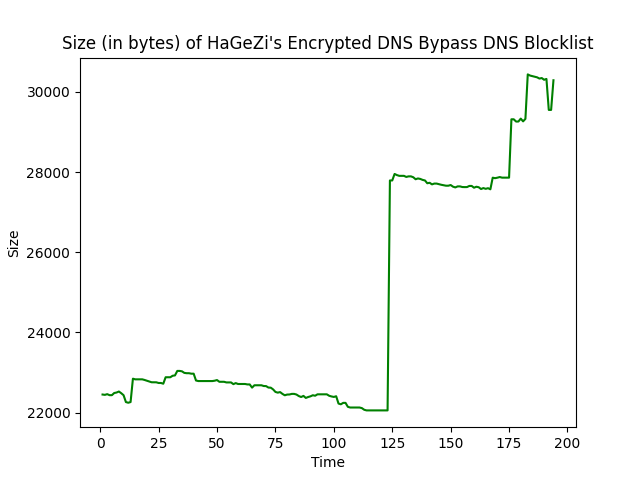 Size (in bytes) of HaGeZi's Encrypted DNS Bypass DNS Blocklist
30000
28000
26000
24000
22000
Size
0 25 50 75 100 125 150 175 200
Time